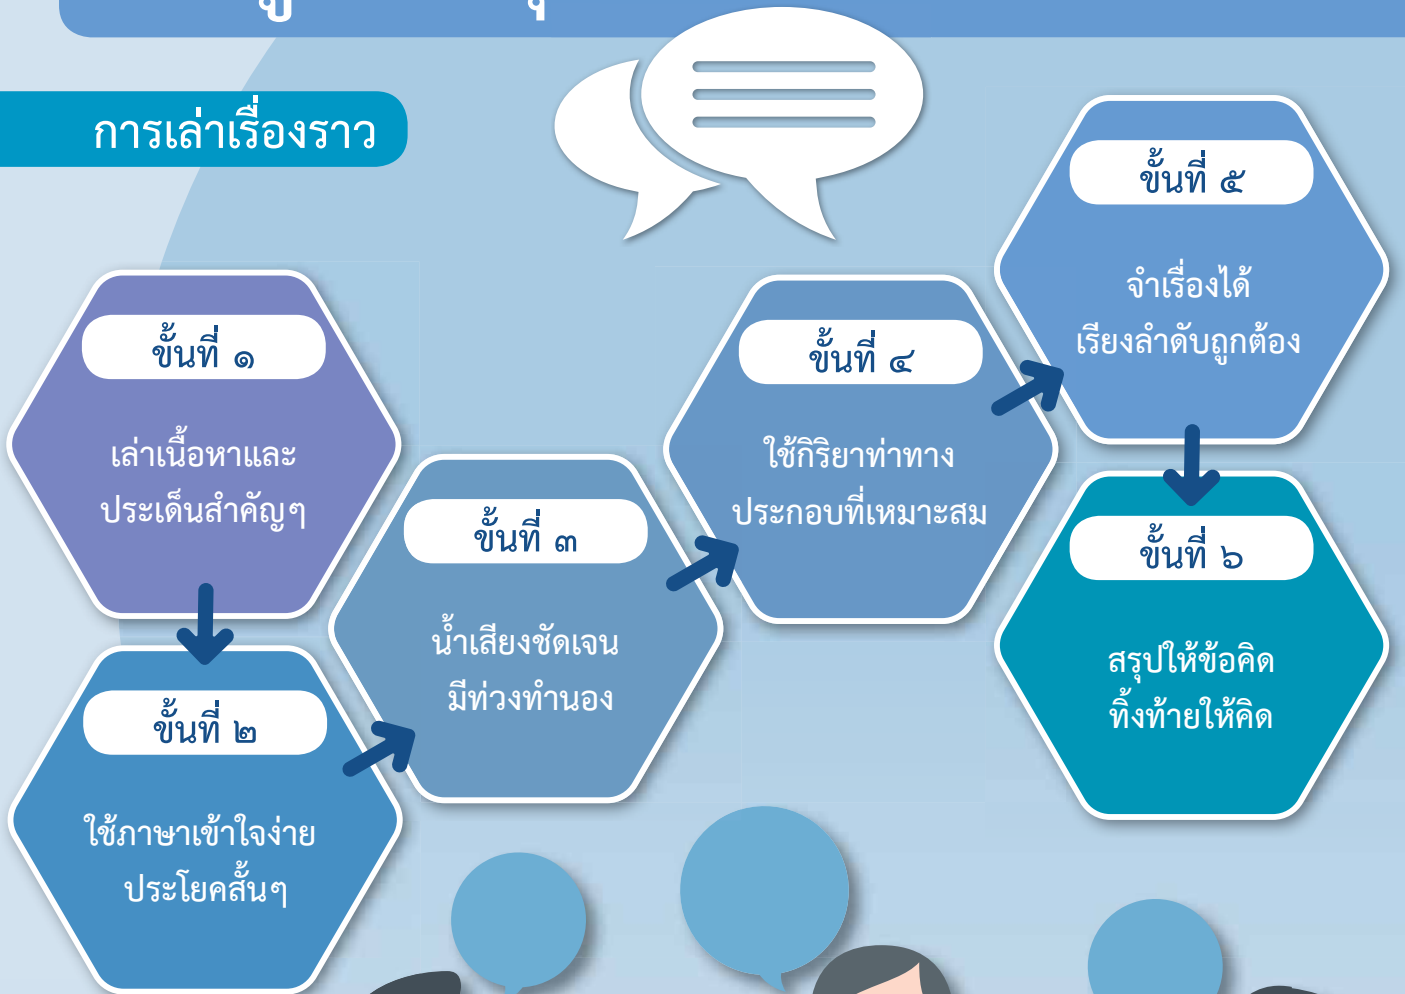 การเล่าเรื่องราว
ขั้นที่ ๑
เล่าเนื้อหาและ
ประเด็นสำคัญๆ
ขั้นที่ ๒
ใช้ภาษาเข้าใจง่าย
ประโยคสั้นๆ
ขั้นที่ ๓
น้ำเสียงชัดเจน
มีท่วงทำนอง
ขั้นที่ ๔
ใช้กิริยาท่าทาง
ประกอบที่เหมาะสม
ขั้นที่ ๕
จำเรื่องได้
เรียงลำดับถูกต้อง
ขั้นที่ ๖
สรุปให้ข้อคิด
ทิ้งท้ายให้คิด